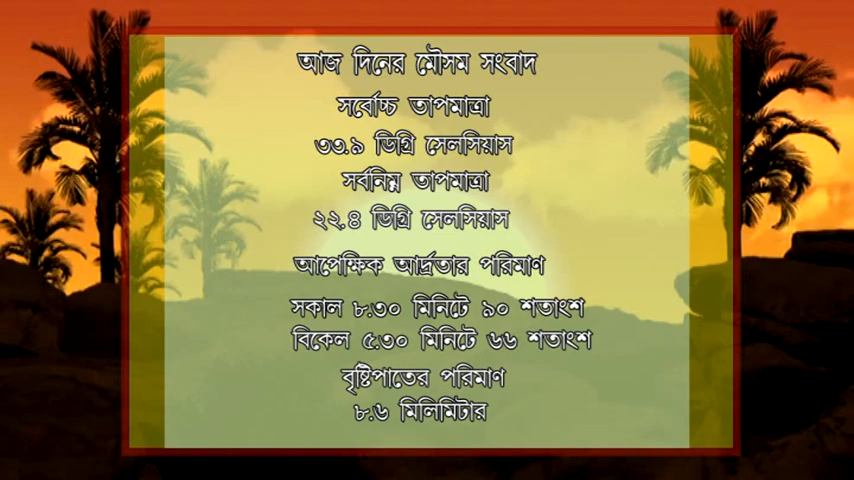 আজ দিনের মৌসম সংবাদ
সর্বোচ্চ তাপমাত্রা
৩৩.৯ ডিগ্রি সেলসিয়াস
সর্বনিম্ন তাপমাত্রা
২২.৪ ডিগ্রি সেলসিয়াস
আপেক্ষিক আর্দ্রতার পরিমাণ
সকাল ৮.৩০ মিনিটে ৯০ শতাংশ
বিকেল ৫:৩০ মিনিটে ৬৬ শতাংশ
বৃষ্টিপাতের পরিমাণ
৮.৬ মিলিমিটার